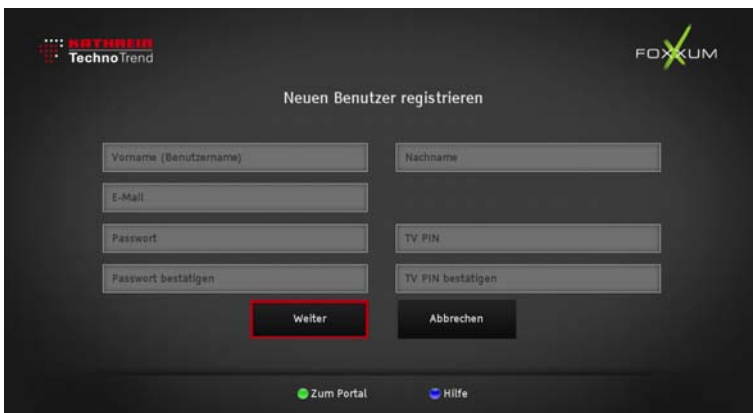 KATHREIN
TechnoTrend
FOXXUM
Neuen Benutzer registrieren
Vorname (Benutzername)
Nachname
E-Mail
Passwort
TV PIN
Passwort bestätigen
TV PIN bestätigen
Weiter
Abbrechen
Zum Portal
Hilfe